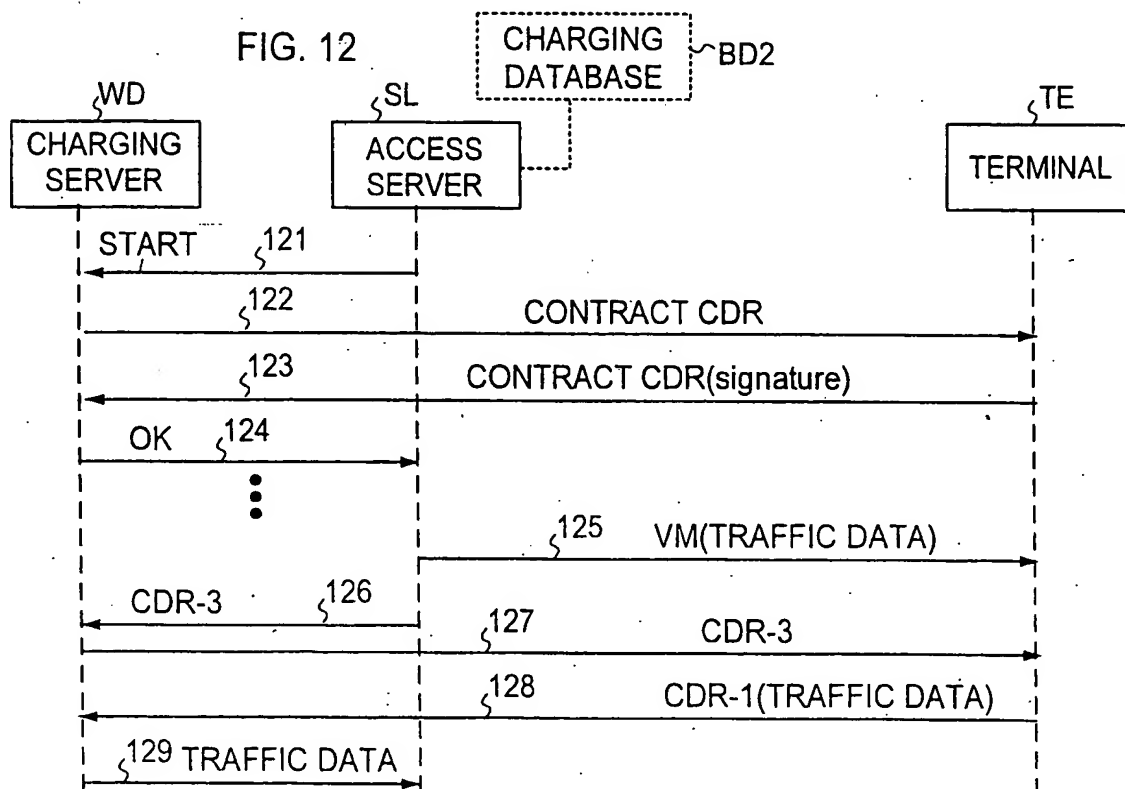 FIG. 12
CHARGING
DATABASE
BD2
WD
SL
TE
CHARGING
SERVER
ACCESS
SERVER
TERMINAL
START
121
122
CONTRACT CDR
123
CONTRACT CDR(signature)
OK
124
125
VM(TRAFFIC DATA)
CDR-3
126
127
CDR-3
128
CDR-1(TRAFFIC DATA)
129 TRAFFIC DATA